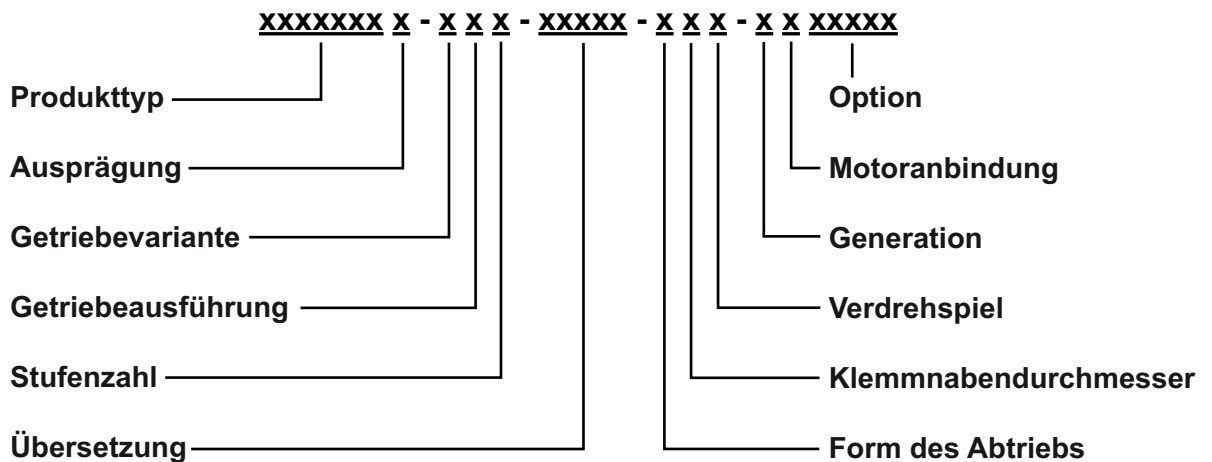 xxxxxxx x - x x x - xxxxx - x x x - x x xxxxx
Produkttyp
Option
Ausprägung
Motoranbindung
Getriebevariante
Generation
Getriebeausführung
Verdrehspiel
Stufenzahl
Klemmnabendurchmesser
Übersetzung
Form des Abtriebs